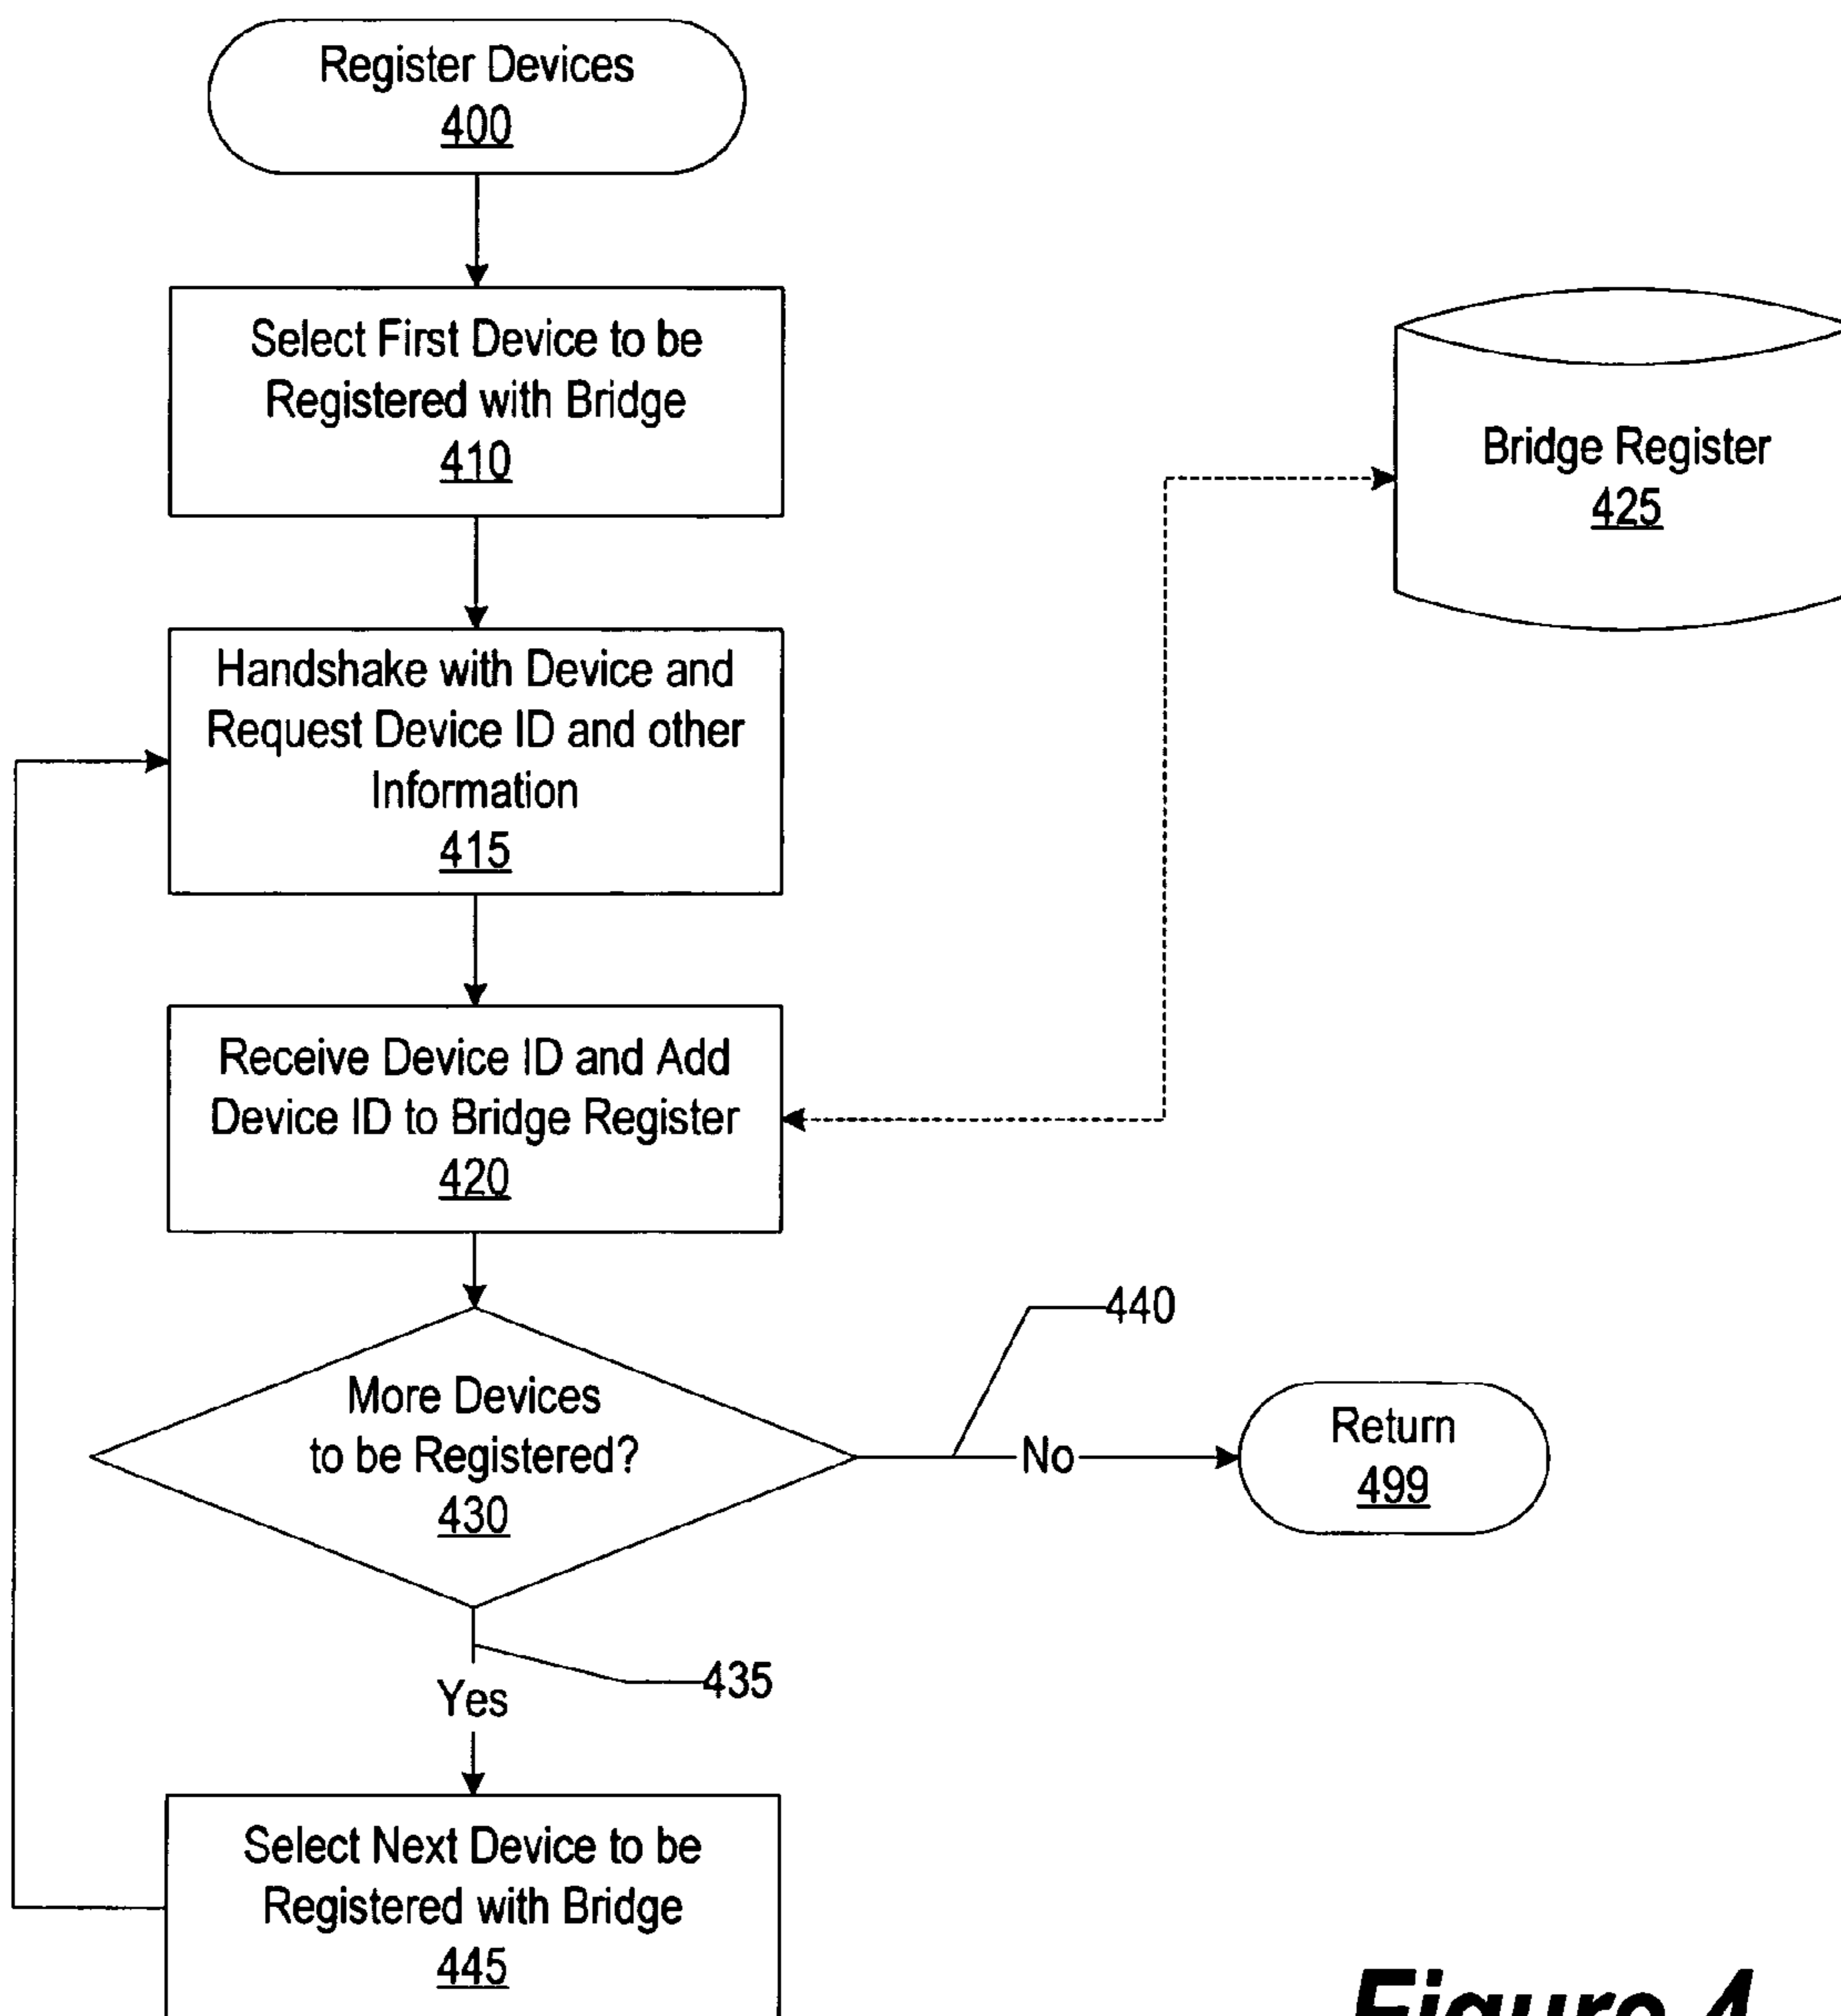 Register Devices
400
Select First Device to be
Registered with Bridge
410
Bridge Register
425
Handshake with Device and
Request Device ID and other
Information
415
Receive Device ID and Add
Device ID to Bridge Register
420
440
More Devices
to be Registered?
430
No
Return
499
435
Yes
Select Next Device to be
Registered with Bridge
445
Figure 4